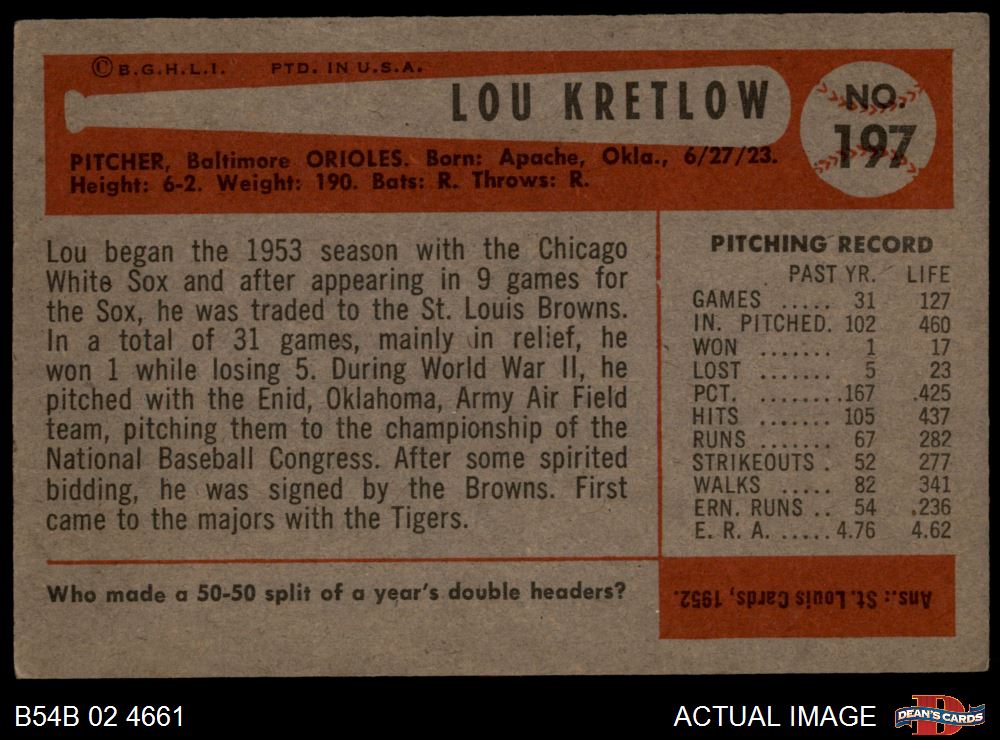 © B.G.H.L.I. PTD. IN U.S.A.
LOU KRETLOW
NO.
197
PITCHER, Baltimore ORIOLES. Born: Apache, Okla., 6/27/23.
Height: 6-2. Weight: 190. Bats: R. Throws: R.
Lou began the 1953 season with the Chicago
White Sox and after appearing in 9 games for
the Sox, he was traded to the St. Louis Browns.
In a total of 31 games, mainly in relief, he
won 1 while losing 5. During World War II, he
pitched with the Enid, Oklahoma, Army Air Field
team, pitching them to the championship of the
National Baseball Congress. After some spirited
bidding, he was signed by the Browns. First
came to the majors with the Tigers.
PITCHING RECORD
PAST YR. LIFE
GAMES ..... 31 127
IN. PITCHED. 102 460
WON ....... 1 17
LOST ....... 5 23
PCT. ........167 .425
HITS ....... 105 437
RUNS ....... 67 282
STRIKEOUTS . 52 277
WALKS ..... 82 341
ERN. RUNS .. 54 .236
E. R. A. ..... 4.76 4.62
Who made a 50-50 split of a year's double headers?
Ans.: St. Louis Cards, 1952.
B54B 02 4661
ACTUAL IMAGE
DEAN'S CARDS